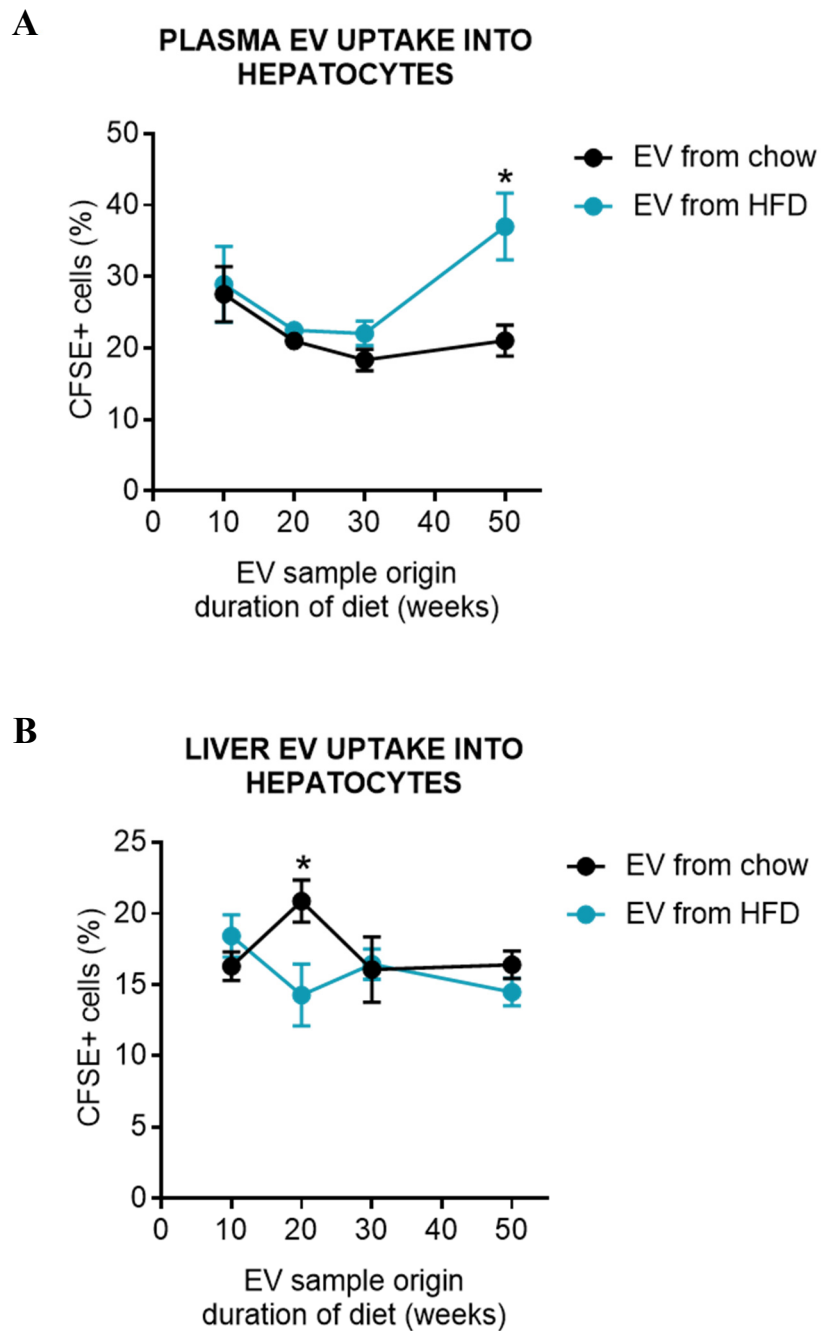 A
PLASMA EV UPTAKE INTO
HEPATOCYTES
50
40
30
20
10
0
CFSE+ cells (%)
*
EV from chow
EV from HFD
0 10 20 30 40 50
EV sample origin
duration of diet (weeks)
B
LIVER EV UPTAKE INTO
HEPATOCYTES
25
20
15
10
5
0
CFSE+ cells (%)
*
EV from chow
EV from HFD
0 10 20 30 40 50
EV sample origin
duration of diet (weeks)